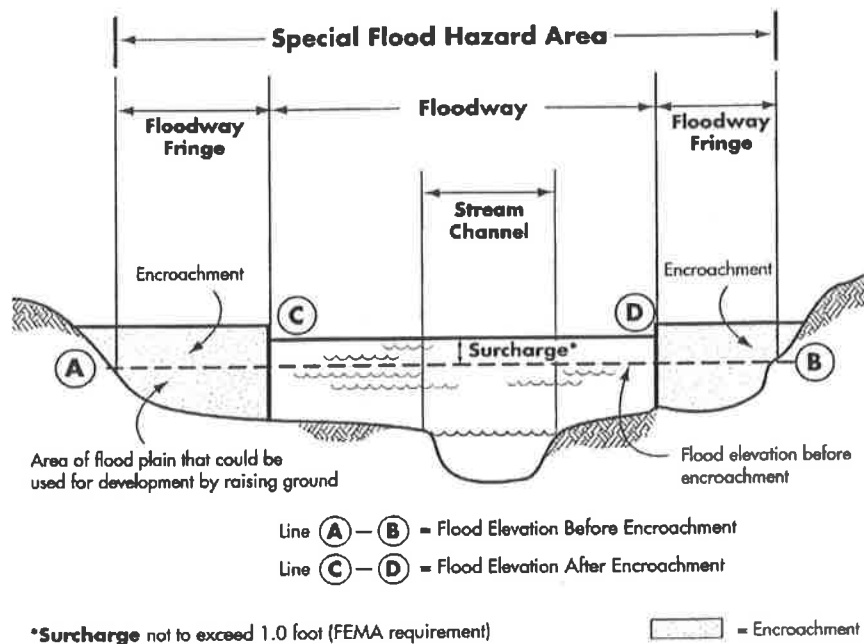 Special Flood Hazard Area
Floodway
Fringe
Floodway
Floodway
Fringe
Stream
Channel
Encroachment
Encroachment
C
D
Surcharge*
A
B
Area of flood plain that could be
used for development by raising ground
Flood elevation before
encroachment
Line A — B = Flood Elevation Before Encroachment
Line C — D = Flood Elevation After Encroachment
*Surcharge not to exceed 1.0 foot (FEMA requirement)
= Encroachment